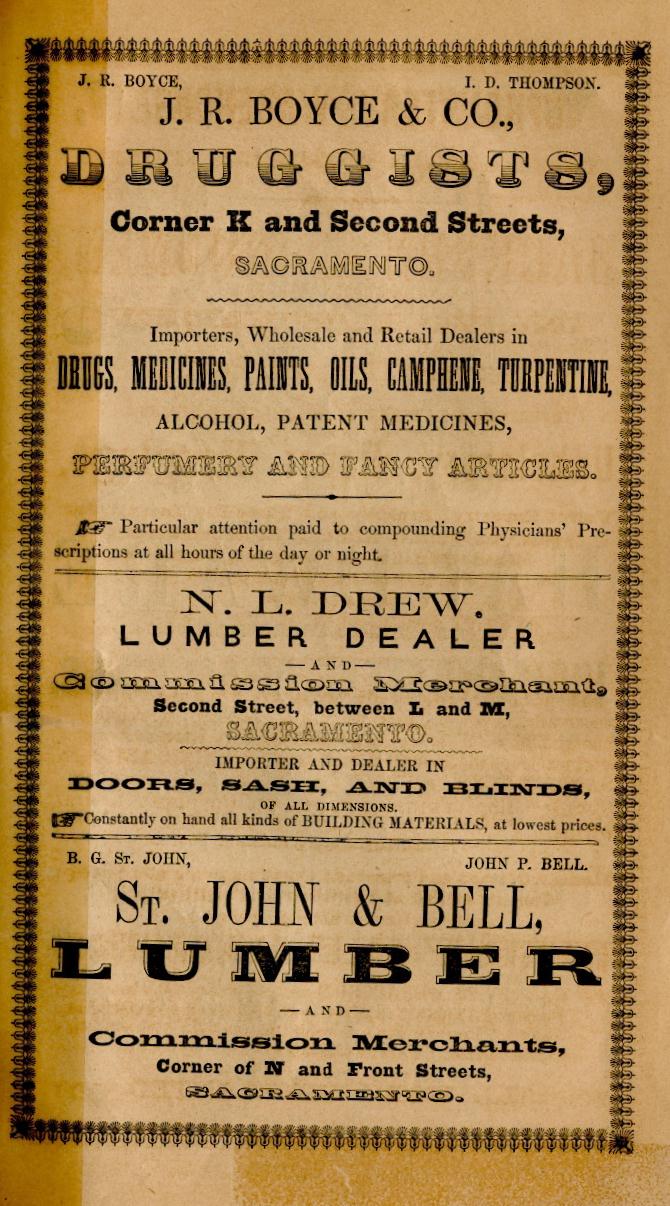 J. R. BOYCE, I. D. THOMPSON.
J. R. BOYCE & CO.,
DRUGGISTS,
Corner K and Second Streets,
SACRAMENTO.
Importers, Wholesale and Retail Dealers in
DRUGS, MEDICINES, PAINTS, OILS, CAMPHENE, TURPENTINE,
ALCOHOL, PATENT MEDICINES,
PERFUMERY AND FANCY ARTICLES.
☞ Particular attention paid to compounding Physicians' Pre-
scriptions at all hours of the day or night.
N. L. DREW.
LUMBER DEALER
—AND—
Commission Merchant,
Second Street, between L and M,
SACRAMENTO.
IMPORTER AND DEALER IN
DOORS, SASH, AND BLINDS,
OF ALL DIMENSIONS.
☞Constantly on hand all kinds of BUILDING MATERIALS, at lowest prices.
B. G. ST. JOHN, JOHN P. BELL.
ST. JOHN & BELL,
LUMBER
—AND—
Commission Merchants,
Corner of N and Front Streets,
SACRAMENTO.